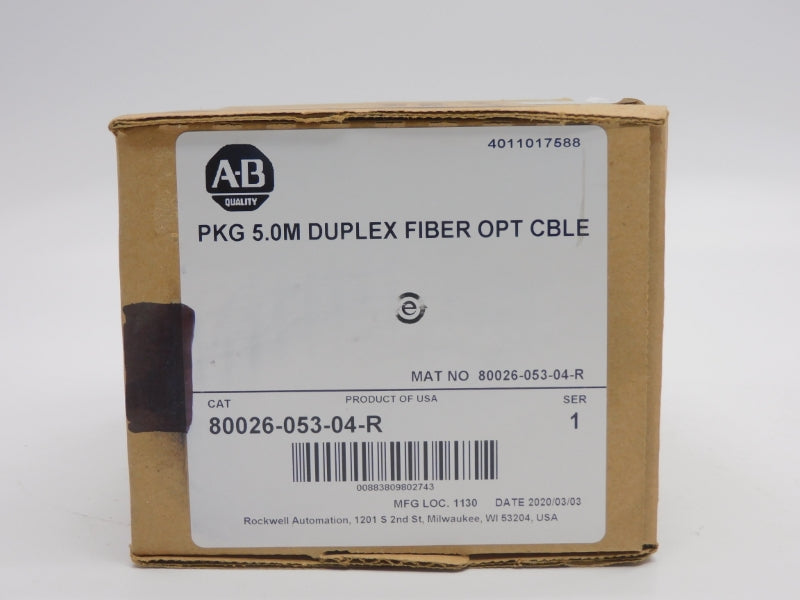 4011017588
A-B
QUALITY
PKG 5.0M DUPLEX FIBER OPT CBLE
e
MAT NO 80026-053-04-R
CAT PRODUCT OF USA SER
80026-053-04-R 1
00883809802743
MFG LOC. 1130 DATE 2020/03/03
Rockwell Automation, 1201 S 2nd St, Milwaukee, WI 53204, USA